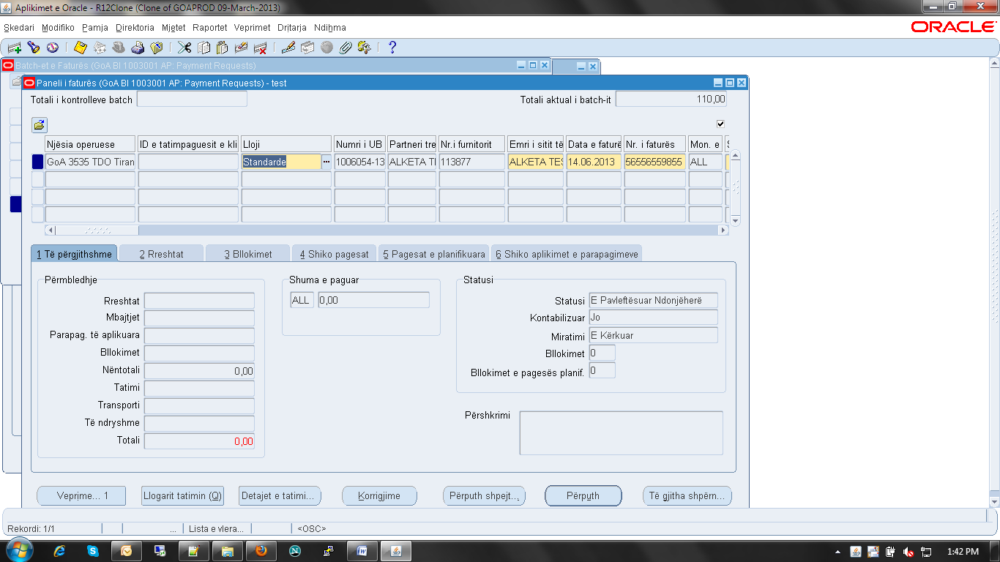 Aplikimet e Oracle - R12Clone (Clone of GOAPROD 09-March-2013)
Skedari Modifiko Pamja Direktoria Mjetet Raportet Veprimet Dritarja Ndihma
ORACLE
Batch-et e Faturës (GoA BI 1003001 AP: Payment Requests)
Paneli i faturës (GoA BI 1003001 AP: Payment Requests) - test
Totali i kontrolleve batch
Totali aktual i batch-it 110,00
Njësia operuese ID e tatimpaguesit e kli Lloji Numri i UB Partneri tre Nr.i furnitorit Emri i sitit të Data e faturë Nr. i faturës Mon. e
GoA 3535 TDO Tiran Standarde ... 1006054-13 ALKETA TI 113877 ALKETA TES 14.06.2013 56556559855 ALL
1 Të përgjithshme 2 Rreshtat 3 Bllokimet 4 Shiko pagesat 5 Pagesat e planifikuara 6 Shiko aplikimet e parapagimeve
Përmbledhje
Rreshtat
Mbajtjet
Parapag. të aplikuara
Bllokimet
Nëntotali 0,00
Tatimi
Transporti
Të ndryshme
Totali 0,00
Shuma e paguar
ALL 0,00
Statusi
Statusi E Pavleftësuar Ndonjëherë
Kontabilizuar Jo
Miratimi E Kërkuar
Bllokimet 0
Bllokimet e pagesës planif. 0
Përshkrimi
Veprime... 1 Llogarit tatimin (Q) Detajet e tatimi... Korrigjime Përputh shpejt... Përputh Të gjitha shpërn...
Rekordi: 1/1 ... Lista e vlera... <OSC>
1:42 PM